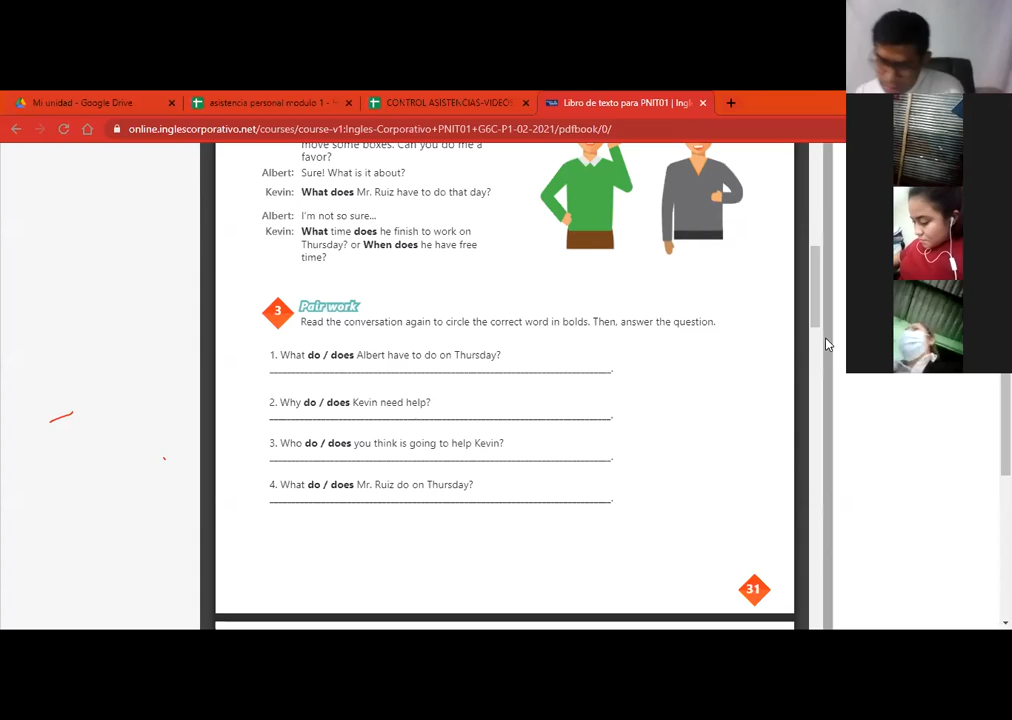 Mi unidad - Google Drive
asistencia personal modulo 1 -
CONTROL ASISTENCIAS-VIDEOS
Libro de texto para PNIT01 | Ingl
online.inglescorporativo.net/courses/course-v1:Ingles-Corporativo+PNIT01+G6C-P1-02-2021/pdfbook/0/
move some boxes. Can you do me a
favor?
Albert: Sure! What is it about?
Kevin: What does Mr. Ruiz have to do that day?
Albert: I'm not so sure...
Kevin: What time does he finish to work on
Thursday? or When does he have free
time?
3 Pair work
Read the conversation again to circle the correct word in bolds. Then, answer the question.
1. What do / does Albert have to do on Thursday?
2. Why do / does Kevin need help?
3. Who do / does you think is going to help Kevin?
4. What do / does Mr. Ruiz do on Thursday?
31